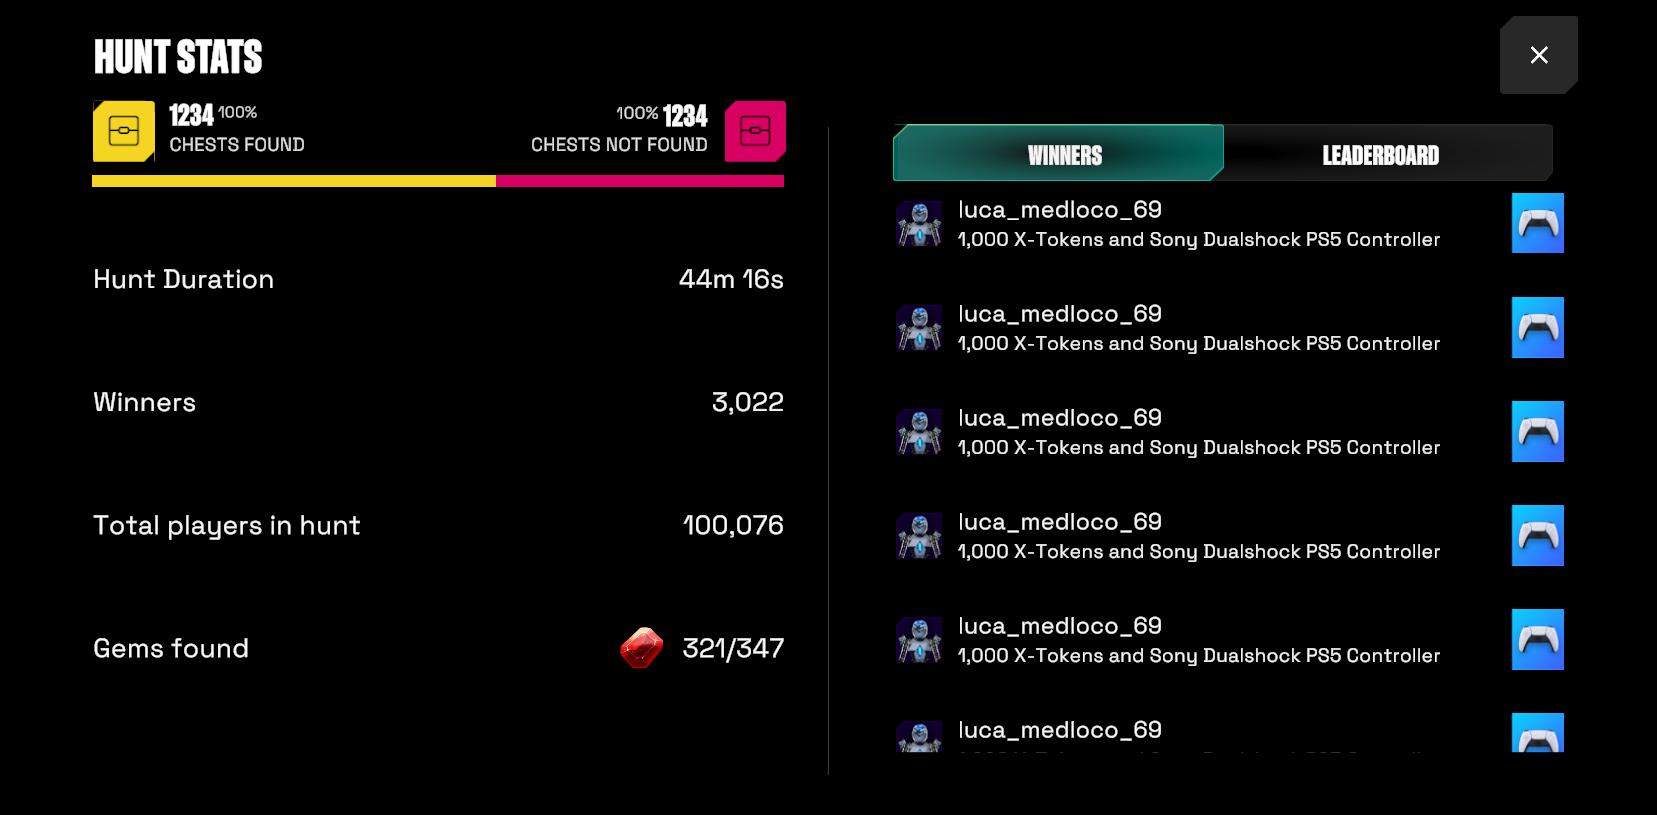 HUNT STATS
1234 100%
CHESTS FOUND
100% 1234
CHESTS NOT FOUND
Hunt Duration 44m 16s
Winners 3,022
Total players in hunt 100,076
Gems found 321/347
WINNERS LEADERBOARD
luca_medloco_69
1,000 X-Tokens and Sony Dualshock PS5 Controller
luca_medloco_69
1,000 X-Tokens and Sony Dualshock PS5 Controller
luca_medloco_69
1,000 X-Tokens and Sony Dualshock PS5 Controller
luca_medloco_69
1,000 X-Tokens and Sony Dualshock PS5 Controller
luca_medloco_69
1,000 X-Tokens and Sony Dualshock PS5 Controller
luca_medloco_69